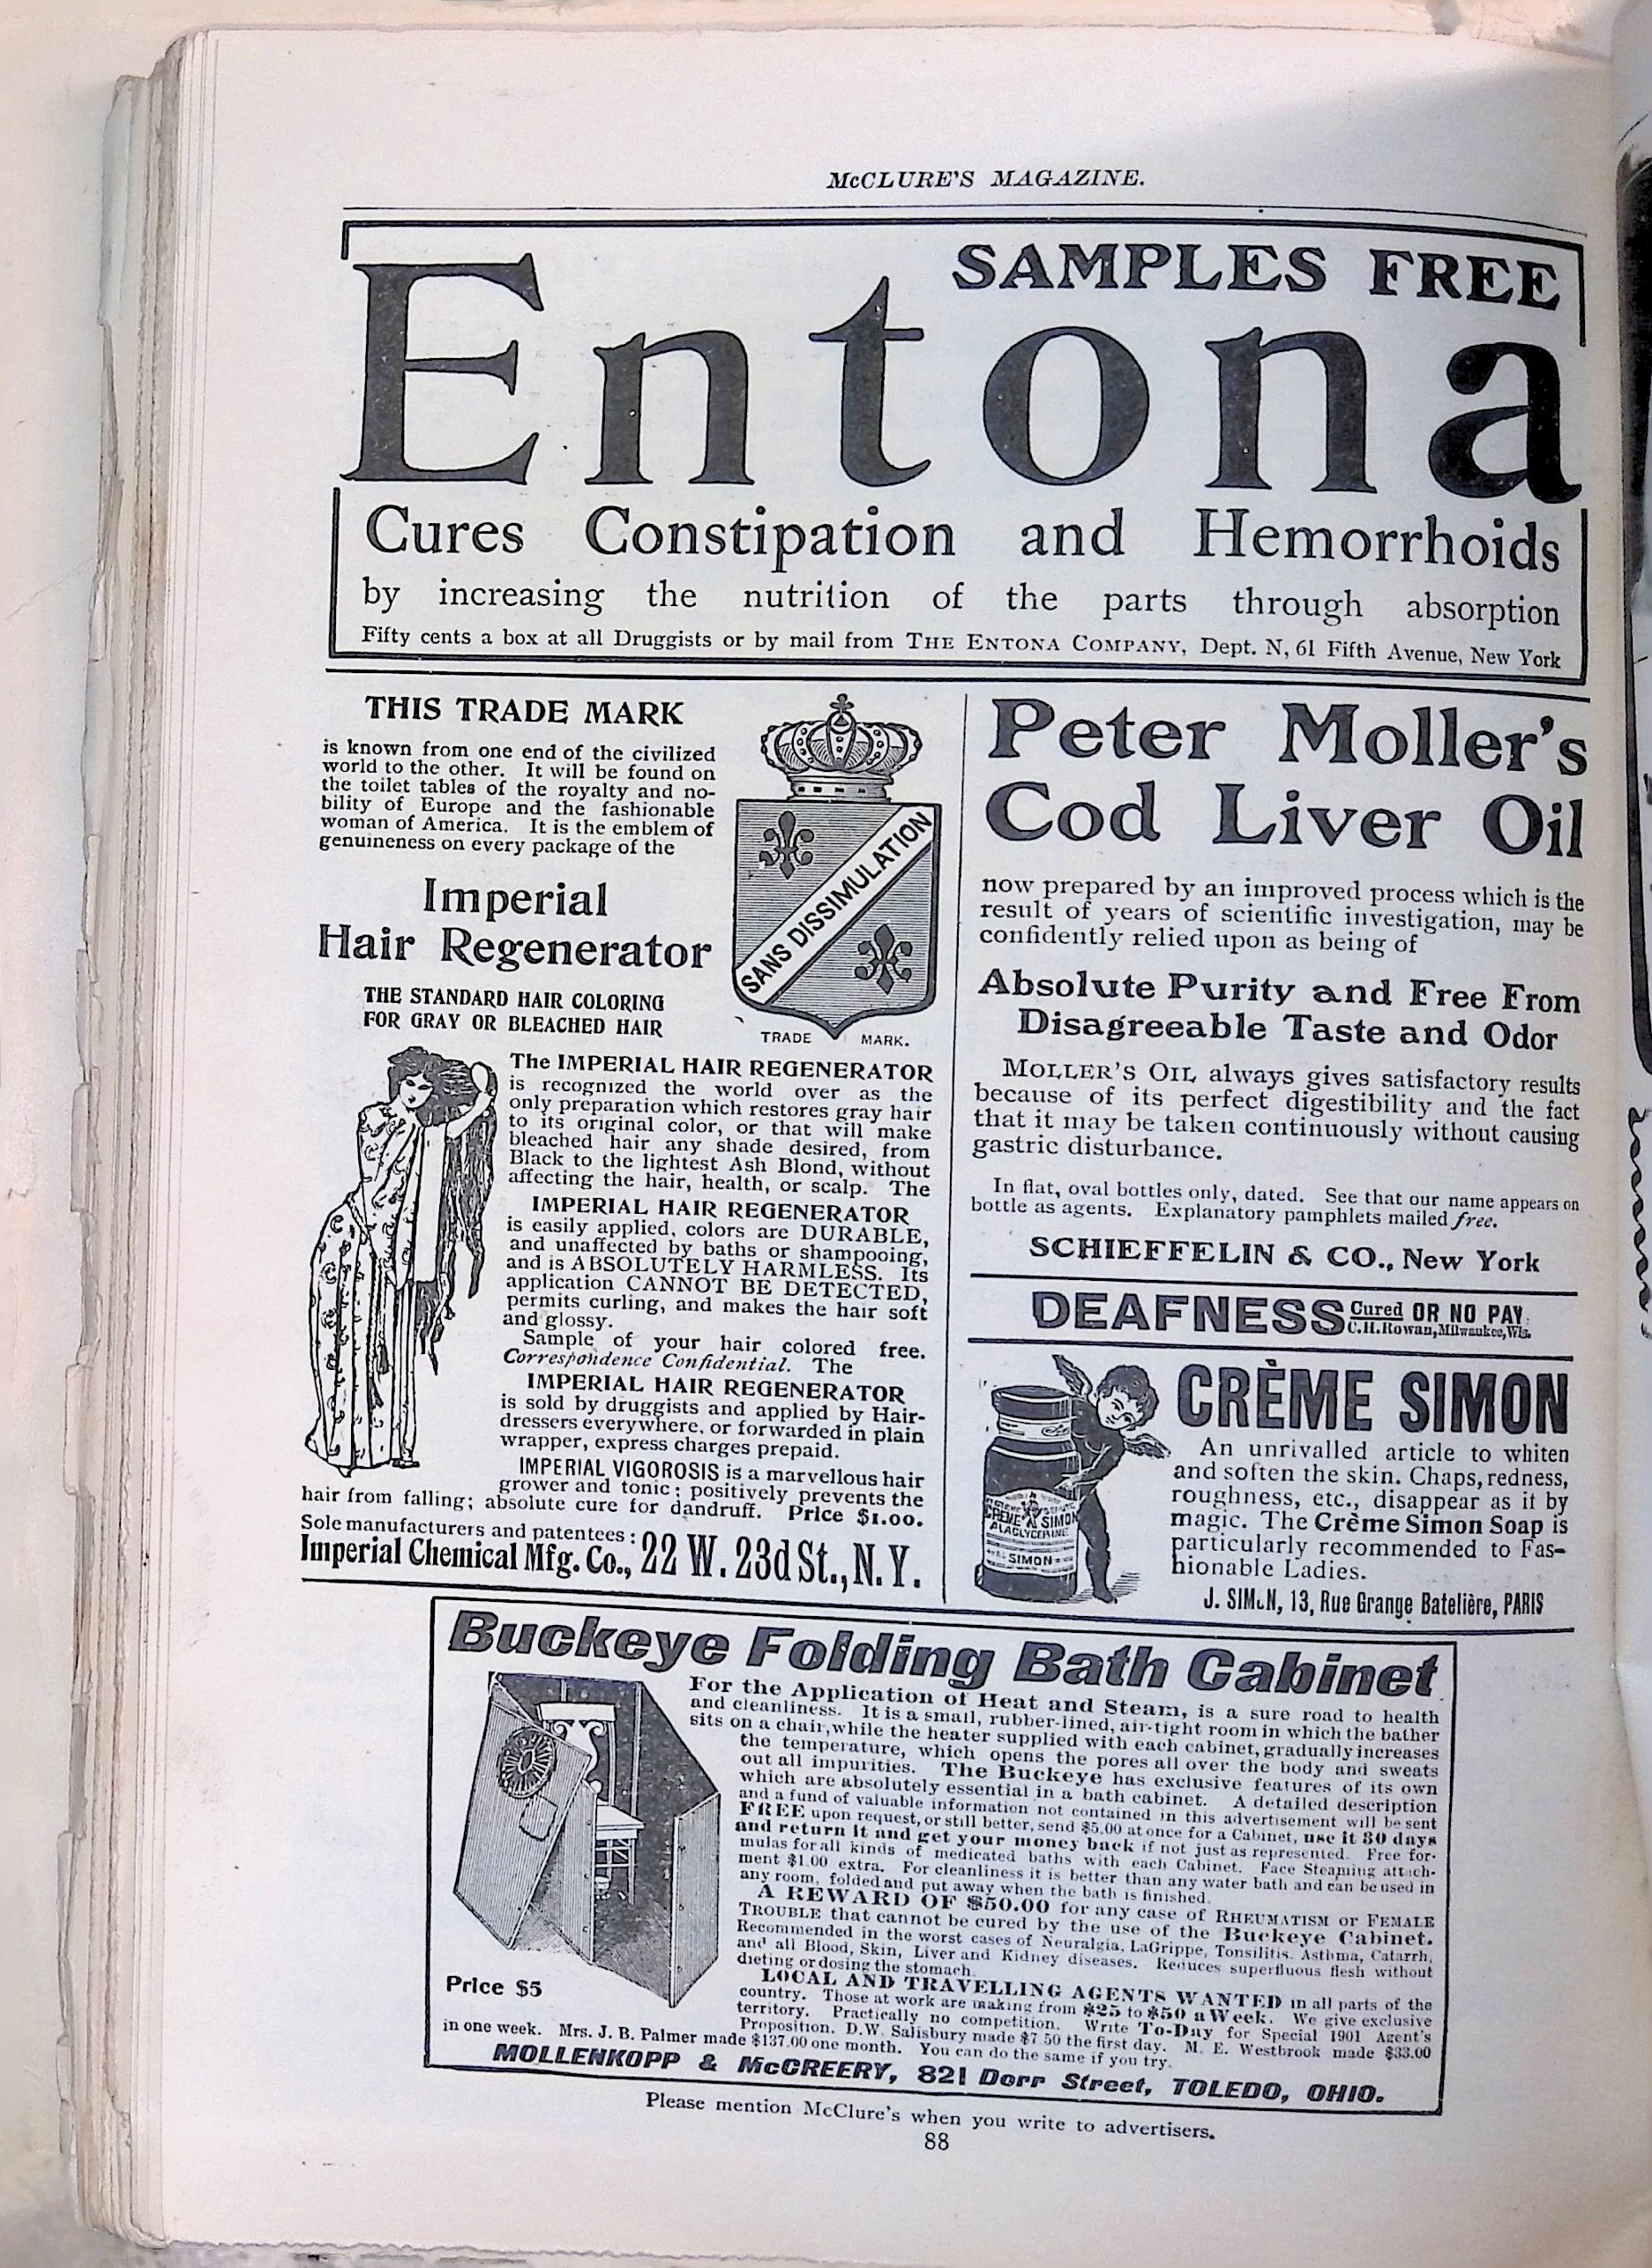 McCLURE'S MAGAZINE.
SAMPLES FREE
Entona
Cures Constipation and Hemorrhoids
by increasing the nutrition of the parts through absorption
Fifty cents a box at all Druggists or by mail from THE ENTONA COMPANY, Dept. N, 61 Fifth Avenue, New York
THIS TRADE MARK
is known from one end of the civilized
world to the other. It will be found on
the toilet tables of the royalty and no-
bility of Europe and the fashionable
woman of America. It is the emblem of
genuineness on every package of the
Imperial
Hair Regenerator
THE STANDARD HAIR COLORING
FOR GRAY OR BLEACHED HAIR
SANS DISSIMULATION
TRADE MARK.
The IMPERIAL HAIR REGENERATOR
is recognized the world over as the
only preparation which restores gray hair
to its original color, or that will make
bleached hair any shade desired, from
Black to the lightest Ash Blond, without
affecting the hair, health, or scalp. The
IMPERIAL HAIR REGENERATOR
is easily applied, colors are DURABLE,
and unaffected by baths or shampooing,
and is ABSOLUTELY HARMLESS. Its
application CANNOT BE DETECTED,
permits curling, and makes the hair soft
and glossy.
Sample of your hair colored free.
Correspondence Confidential. The
IMPERIAL HAIR REGENERATOR
is sold by druggists and applied by Hair-
dressers everywhere, or forwarded in plain
wrapper, express charges prepaid.
IMPERIAL VIGOROSIS is a marvellous hair
grower and tonic; positively prevents the
hair from falling; absolute cure for dandruff. Price $1.00.
Sole manufacturers and patentees:
Imperial Chemical Mfg. Co., 22 W. 23d St., N.Y.
Peter Moller's
Cod Liver Oil
now prepared by an improved process which is the
result of years of scientific investigation, may be
confidently relied upon as being of
Absolute Purity and Free From
Disagreeable Taste and Odor
MOLLER'S OIL always gives satisfactory results
because of its perfect digestibility and the fact
that it may be taken continuously without causing
gastric disturbance.
In flat, oval bottles only, dated. See that our name appears on
bottle as agents. Explanatory pamphlets mailed free.
SCHIEFFELIN & CO., New York
DEAFNESS Cured OR NO PAY.
C.H.Rowan, Milwaukee, Wis.
CRÈME SIMON
An unrivalled article to whiten
and soften the skin. Chaps, redness,
roughness, etc., disappear as if by
magic. The Crème Simon Soap is
particularly recommended to Fas-
hionable Ladies.
J. SIMON, 13, Rue Grange Batelière, PARIS
CREME SIMON
A LA GLYCERINE
SIMON
Buckeye Folding Bath Cabinet
For the Application of Heat and Steam, is a sure road to health
and cleanliness. It is a small, rubber-lined, air-tight room in which the bather
sits on a chair, while the heater supplied with each cabinet, gradually increases
the temperature, which opens the pores all over the body and sweats
out all impurities. The Buckeye has exclusive features of its own
which are absolutely essential in a bath cabinet. A detailed description
and a fund of valuable information not contained in this advertisement will be sent
FREE upon request, or still better, send $5.00 at once for a Cabinet, use it 30 days
and return it and get your money back if not just as represented. Free for-
mulas for all kinds of medicated baths with each Cabinet. Face Steaming attach-
ment $1.00 extra. For cleanliness it is better than any water bath and can be used in
any room, folded and put away when the bath is finished.
A REWARD OF $50.00 for any case of RHEUMATISM or FEMALE
TROUBLE that cannot be cured by the use of the Buckeye Cabinet.
Recommended in the worst cases of Neuralgia, LaGrippe, Tonsilitis, Asthma, Catarrh,
and all Blood, Skin, Liver and Kidney diseases. Reduces superfluous flesh without
dieting or dosing the stomach.
LOCAL AND TRAVELLING AGENTS WANTED in all parts of the
country. Those at work are making from $25 to $50 a Week. We give exclusive
territory. Practically no competition. Write To-Day for Special 1901 Agent's
Proposition. D.W. Salisbury made $7 50 the first day. M. E. Westbrook made $33.00
in one week. Mrs. J. B. Palmer made $137.00 one month. You can do the same if you try.
Price $5
MOLLENKOPP & McCREERY, 821 Dorr Street, TOLEDO, OHIO.
Please mention McClure's when you write to advertisers.
88